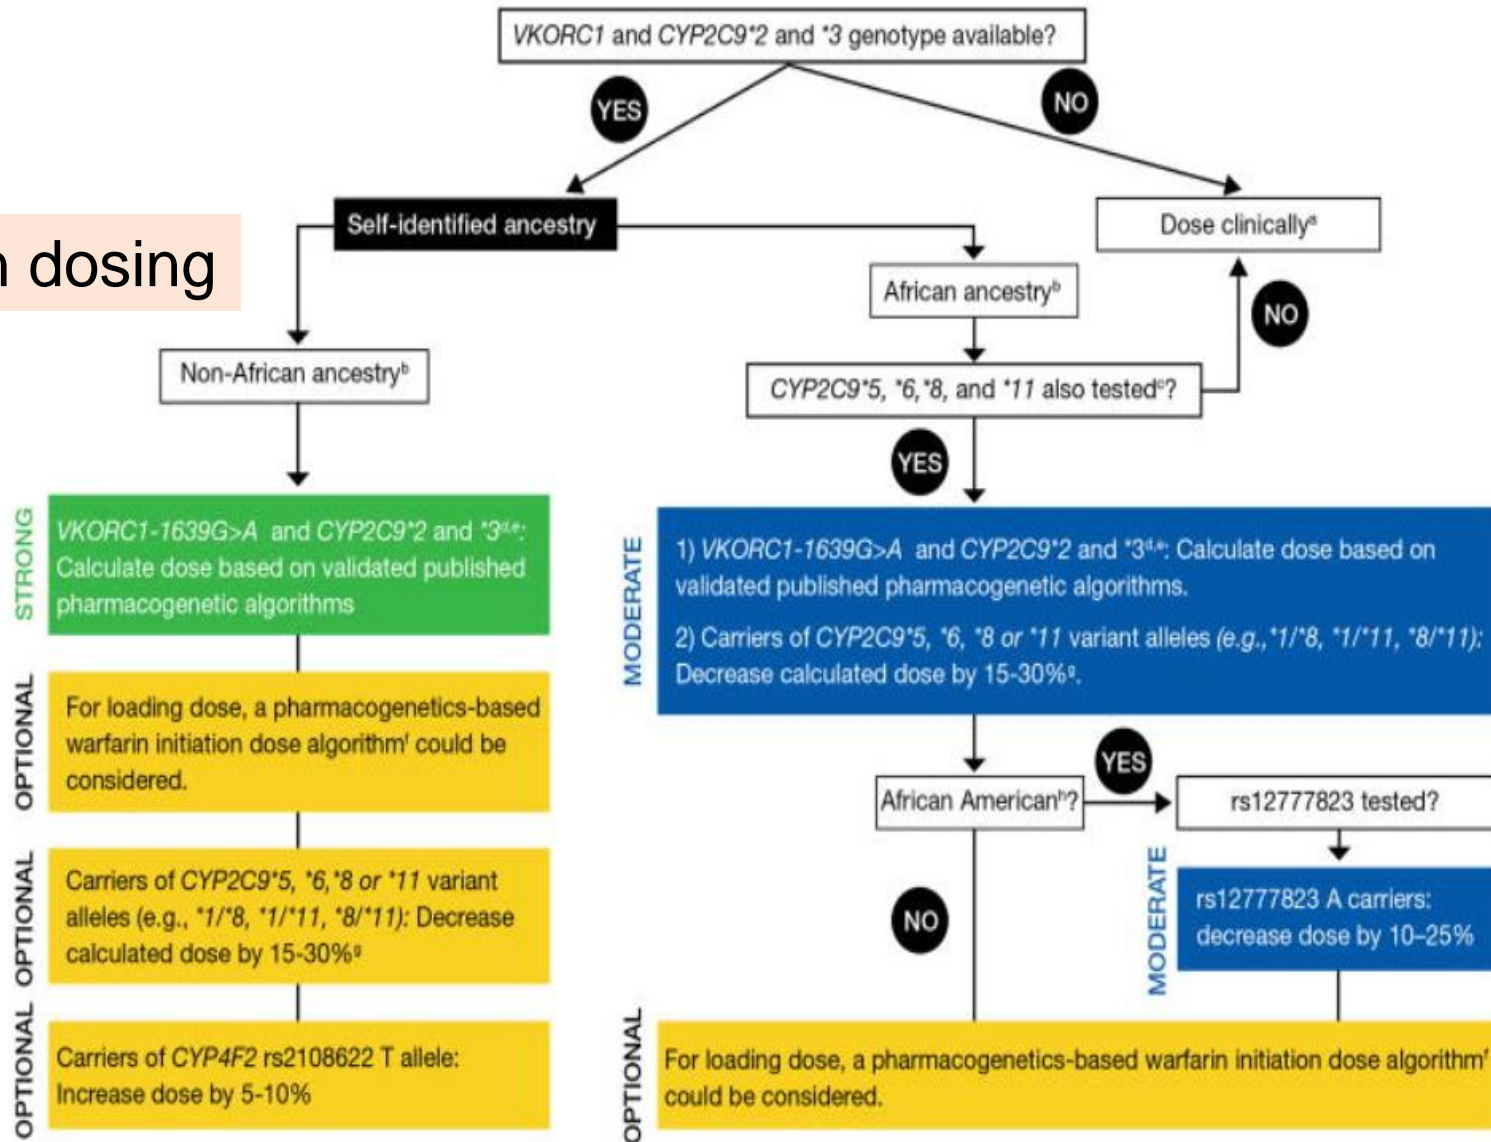 VKORC1 and CYP2C9*2 and *3 genotype available?
YES
NO
Self-identified ancestry
Dose clinicallyᵃ
n dosing
African ancestryᵇ
NO
Non-African ancestryᵇ
CYP2C9*5, *6,*8, and *11 also testedᶜ?
YES
STRONG
VKORC1-1639G>A and CYP2C9*2 and *3ᵈ,ᵉ:
Calculate dose based on validated published
pharmacogenetic algorithms
MODERATE
1) VKORC1-1639G>A and CYP2C9*2 and *3ᵈ,ᵉ: Calculate dose based on
validated published pharmacogenetic algorithms.
2) Carriers of CYP2C9*5, *6, *8 or *11 variant alleles (e.g.,*1/*8, *1/*11, *8/*11):
Decrease calculated dose by 15-30%ᵍ.
OPTIONAL
For loading dose, a pharmacogenetics-based
warfarin initiation dose algorithmᶠ could be
considered.
African Americanʰ?
YES
rs12777823 tested?
OPTIONAL
Carriers of CYP2C9*5, *6,*8 or *11 variant
alleles (e.g., *1/*8, *1/*11, *8/*11): Decrease
calculated dose by 15-30%ᵍ
NO
MODERATE
rs12777823 A carriers:
decrease dose by 10–25%
OPTIONAL
Carriers of CYP4F2 rs2108622 T allele:
Increase dose by 5-10%
OPTIONAL
For loading dose, a pharmacogenetics-based warfarin initiation dose algorithmᶠ
could be considered.